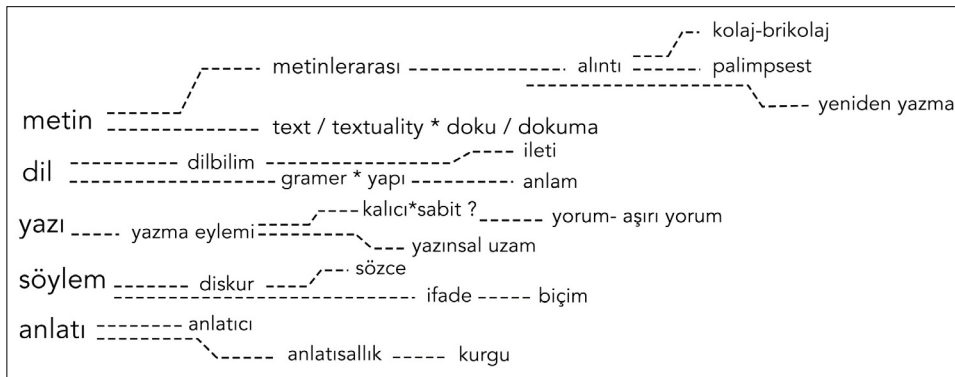 kolaj-brikolaj
metinlerarası alıntı palimpsest
yeniden yazma
metin
text / textuality * doku / dokuma
ileti
dilbilim
dil
gramer * yapı anlam
kalıcı*sabit ? yorum- aşırı yorum
yazı
yazma eylemi
yazınsal uzam
sözce
söylem diskur
ifade biçim
anlatıcı
anlatı
anlatısallık kurgu